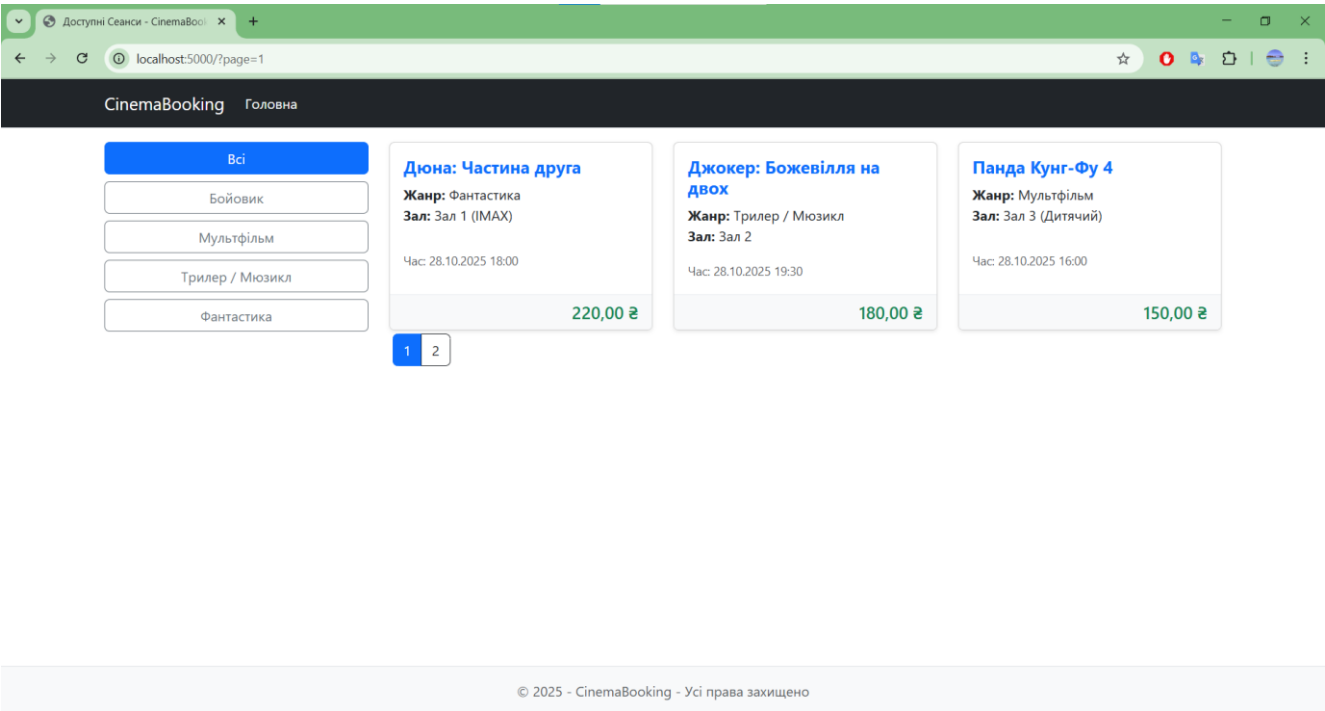 Доступні Сеанси - CinemaBool
localhost:5000/?page=1
CinemaBooking Головна
Всі
Бойовик
Мультфільм
Трилер / Мюзикл
Фантастика
Дюна: Частина друга
Жанр: Фантастика
Зал: Зал 1 (IMAX)
Час: 28.10.2025 18:00
220,00 ₴
Джокер: Божевілля на
двох
Жанр: Трилер / Мюзикл
Зал: Зал 2
Час: 28.10.2025 19:30
180,00 ₴
Панда Кунг-Фу 4
Жанр: Мультфільм
Зал: Зал 3 (Дитячий)
Час: 28.10.2025 16:00
150,00 ₴
1 2
© 2025 - CinemaBooking - Усі права захищено